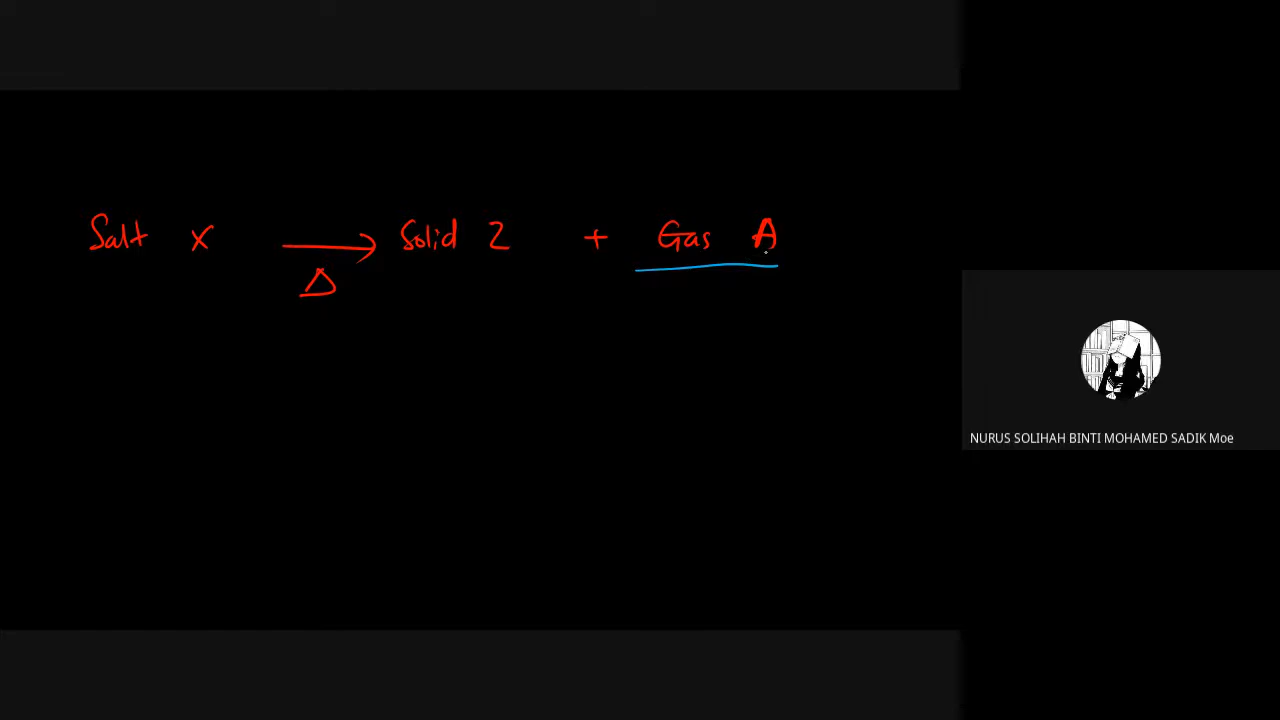 Salt X → Solid Z + Gas A
Δ
NURUS SOLIHAH BINTI MOHAMED SADIK Moe